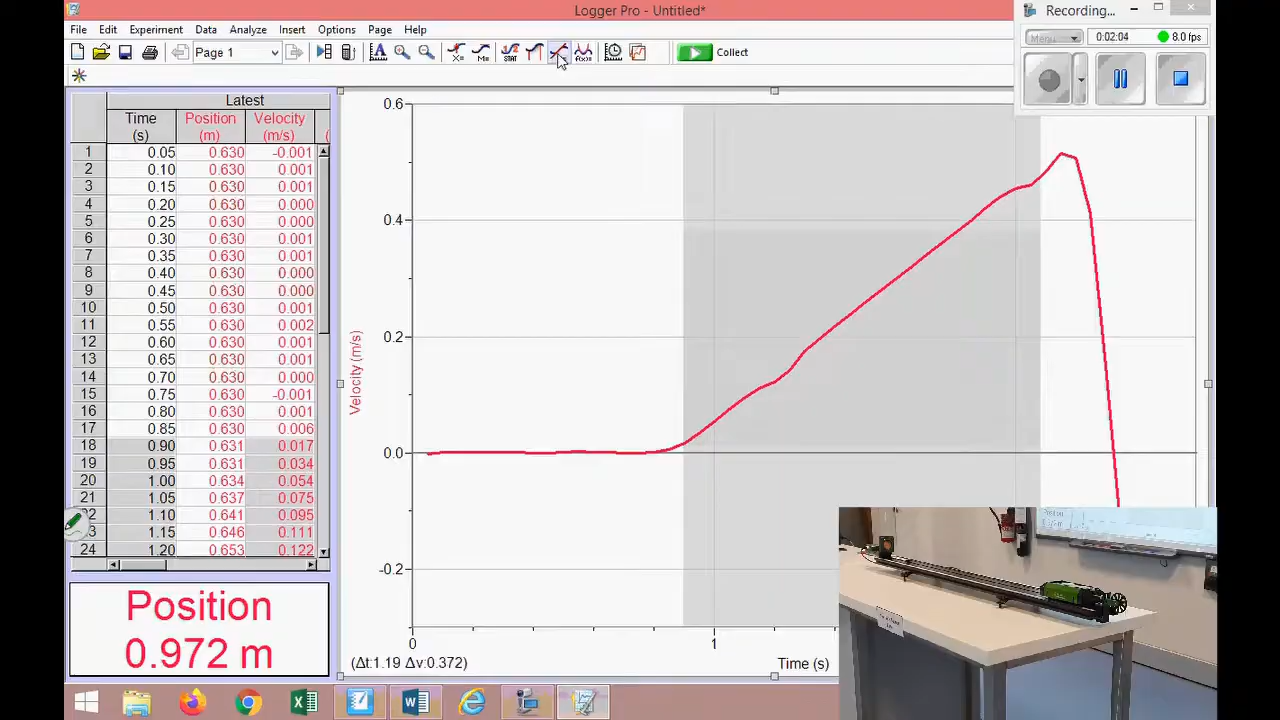 Logger Pro - Untitled*
File Edit Experiment Data Analyze Insert Options Page Help
Page 1
Collect
Recording...
0:02:04 8.0 fps
Latest
Time (s) Position (m) Velocity (m/s)
1 0.05 0.630 -0.001
2 0.10 0.630 0.001
3 0.15 0.630 0.001
4 0.20 0.630 0.000
5 0.25 0.630 0.000
6 0.30 0.630 0.001
7 0.35 0.630 0.001
8 0.40 0.630 0.000
9 0.45 0.630 0.000
10 0.50 0.630 0.001
11 0.55 0.630 0.002
12 0.60 0.630 0.001
13 0.65 0.630 0.001
14 0.70 0.630 0.000
15 0.75 0.630 -0.001
16 0.80 0.630 0.001
17 0.85 0.630 0.006
18 0.90 0.631 0.017
19 0.95 0.631 0.034
20 1.00 0.634 0.054
21 1.05 0.637 0.075
22 1.10 0.641 0.095
23 1.15 0.646 0.111
24 1.20 0.653 0.122
Position
0.972 m
0.6
0.4
0.2
0.0
-0.2
Velocity (m/s)
0 1
(Δt:1.19 Δv:0.372)
Time (s)